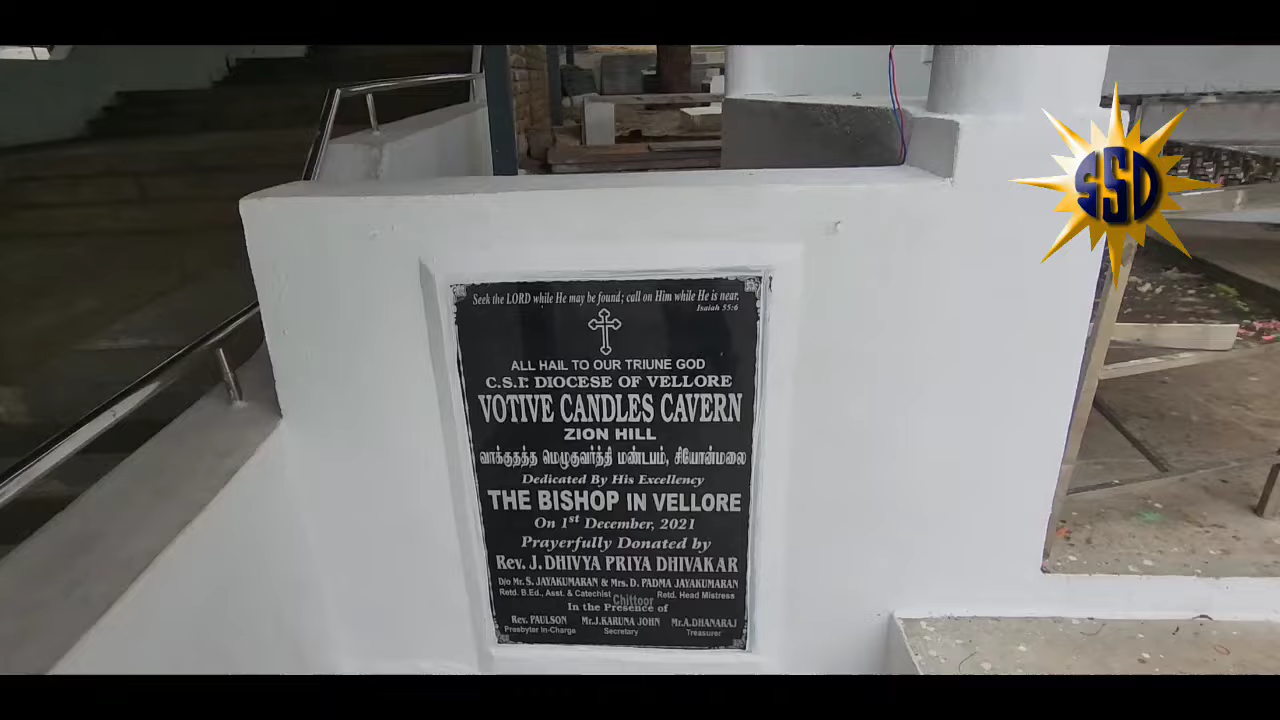 SSD
Seek the LORD while He may be found; call on Him while He is near.
Isaiah 55:6
ALL HAIL TO OUR TRIUNE GOD
C.S.I. DIOCESE OF VELLORE
VOTIVE CANDLES CAVERN
ZION HILL
வாக்குதத்த மெழுகுவர்த்தி மண்டபம், சீயோன்மலை
Dedicated By His Excellency
THE BISHOP IN VELLORE
On 1st December, 2021
Prayerfully Donated by
Rev. J. DHIVYA PRIYA DHIVAKAR
D/o Mr. S. JAYAKUMARAN & Mrs. D. PADMA JAYAKUMARAN
Retd. B.Ed., Asst. & Catechist Chittoor Retd. Head Mistress
In the Presence of
Rev. PAULSON Mr.J.KARUNA JOHN Mr.A.DHANARAJ
Presbyter In-Charge Secretary Treasurer